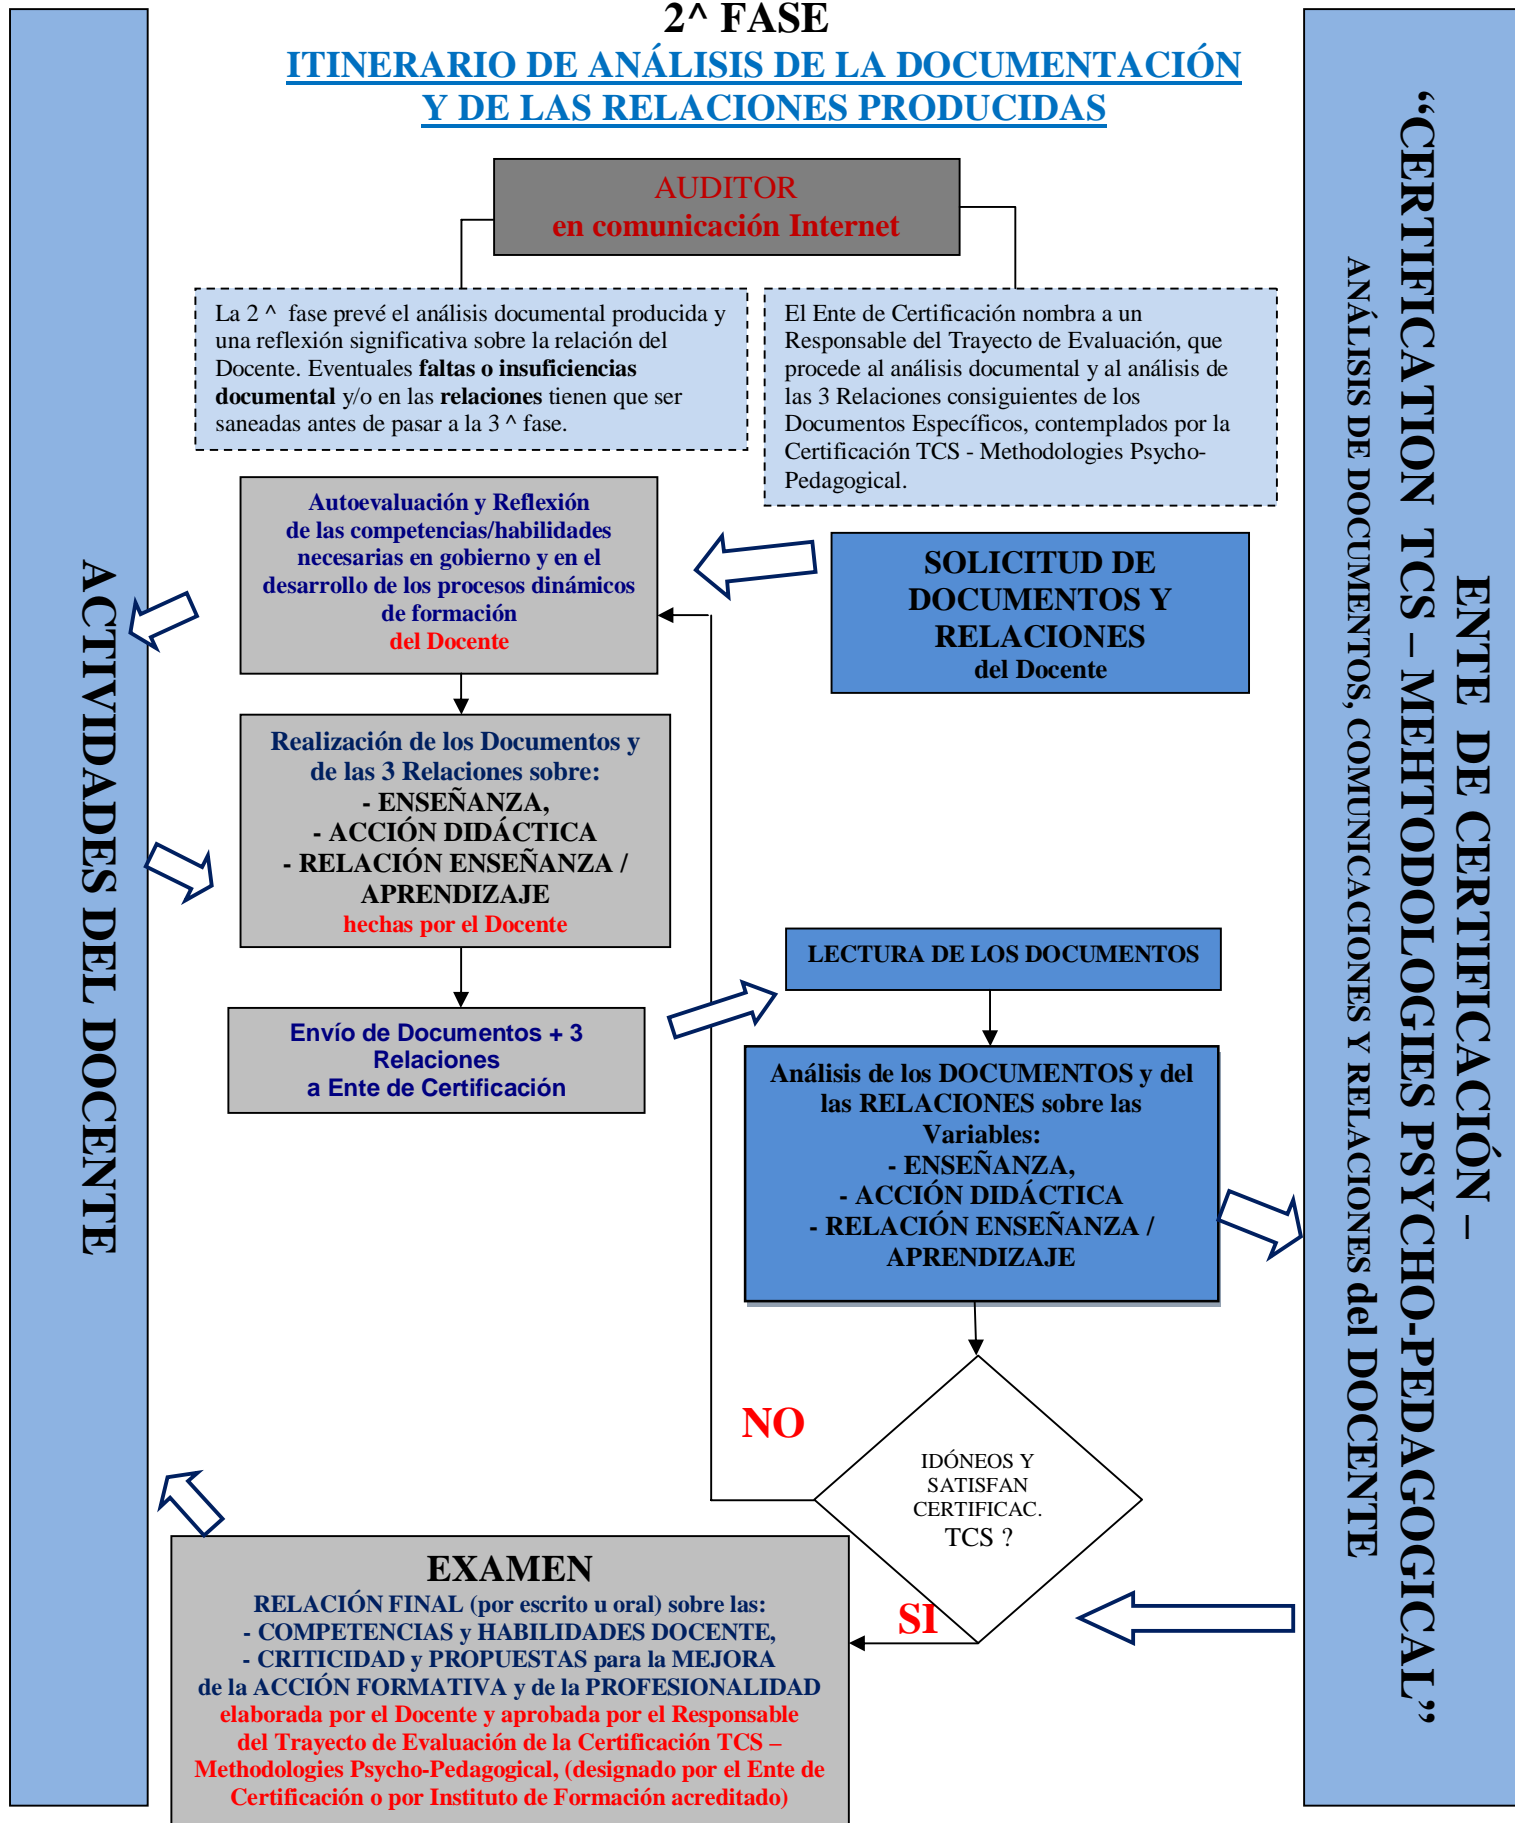 2^ FASE
ITINERARIO DE ANÁLISIS DE LA DOCUMENTACIÓN
Y DE LAS RELACIONES PRODUCIDAS
AUDITOR
en comunicación Internet
La 2 ^ fase prevé el análisis documental producida y
una reflexión significativa sobre la relación del
Docente. Eventuales faltas o insuficiencias
documental y/o en las relaciones tienen que ser
saneadas antes de pasar a la 3 ^ fase.
El Ente de Certificación nombra a un
Responsable del Trayecto de Evaluación, que
procede al análisis documental y al análisis de
las 3 Relaciones consiguientes de los
Documentos Específicos, contemplados por la
Certificación TCS - Methodologies Psycho-
Pedagogical.
Autoevaluación y Reflexión
de las competencias/habilidades
necesarias en gobierno y en el
desarrollo de los procesos dinámicos
de formación
del Docente
SOLICITUD DE
DOCUMENTOS Y
RELACIONES
del Docente
Realización de los Documentos y
de las 3 Relaciones sobre:
- ENSEÑANZA,
- ACCIÓN DIDÁCTICA
- RELACIÓN ENSEÑANZA /
APRENDIZAJE
hechas por el Docente
LECTURA DE LOS DOCUMENTOS
Envío de Documentos + 3
Relaciones
a Ente de Certificación
Análisis de los DOCUMENTOS y del
las RELACIONES sobre las
Variables:
- ENSEÑANZA,
- ACCIÓN DIDÁCTICA
- RELACIÓN ENSEÑANZA /
APRENDIZAJE
NO
IDÓNEOS Y
SATISFAN
CERTIFICAC.
TCS ?
SI
EXAMEN
RELACIÓN FINAL (por escrito u oral) sobre las:
- COMPETENCIAS y HABILIDADES DOCENTE,
- CRITICIDAD y PROPUESTAS para la MEJORA
de la ACCIÓN FORMATIVA y de la PROFESIONALIDAD
elaborada por el Docente y aprobada por el Responsable
del Trayecto de Evaluación de la Certificación TCS –
Methodologies Psycho-Pedagogical, (designado por el Ente de
Certificación o por Instituto de Formación acreditado)
ACTIVIDADES DEL DOCENTE
ENTE DE CERTIFICACIÓN –
“CERTIFICATION TCS – MEHTODOLOGIES PSYCHO-PEDAGOGICAL”
ANÁLISIS DE DOCUMENTOS, COMUNICACIONES Y RELACIONES del DOCENTE